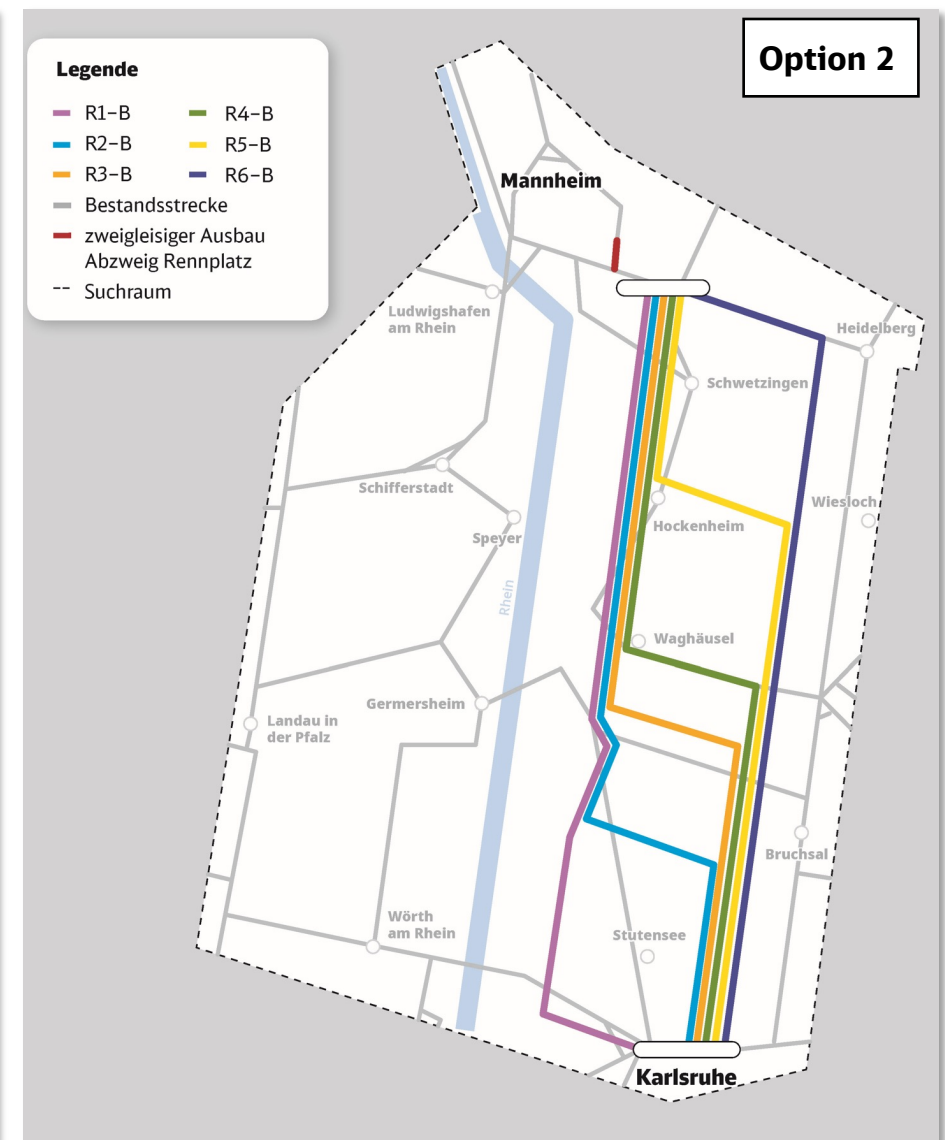 Option 2
Legende
R1-B
R2-B
R3-B
R4-B
R5-B
R6-B
Bestandsstrecke
zweigleisiger Ausbau
Abzweig Rennplatz
Suchraum
Mannheim
Ludwigshafen
am Rhein
Heidelberg
Schwetzingen
Schifferstadt
Wiesloch
Hockenheim
Speyer
Rhein
Waghäusel
Germersheim
Landau in
der Pfalz
Bruchsal
Wörth
am Rhein
Stutensee
Karlsruhe